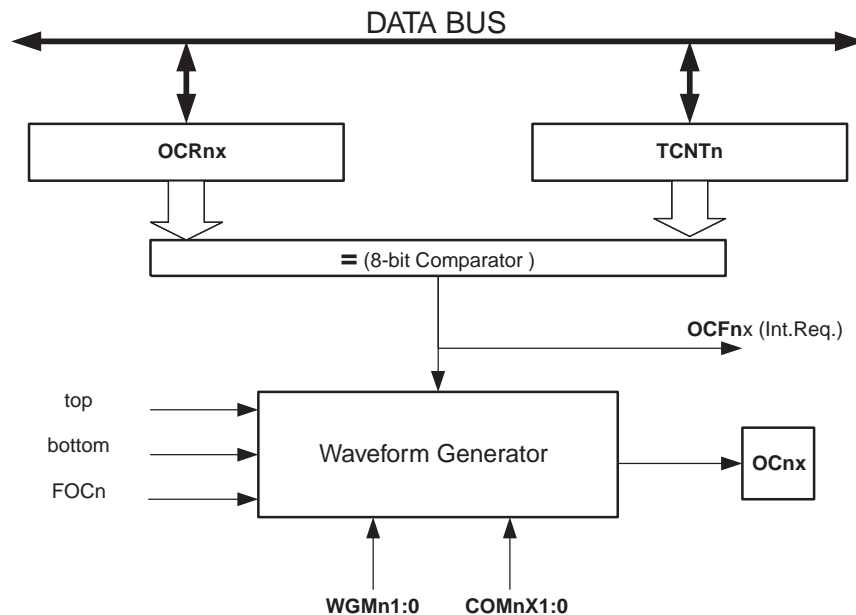 DATA BUS
OCRnx
TCNTn
= (8-bit Comparator )
OCFnx (Int.Req.)
top
bottom
FOCn
Waveform Generator
OCnx
WGMn1:0
COMnX1:0